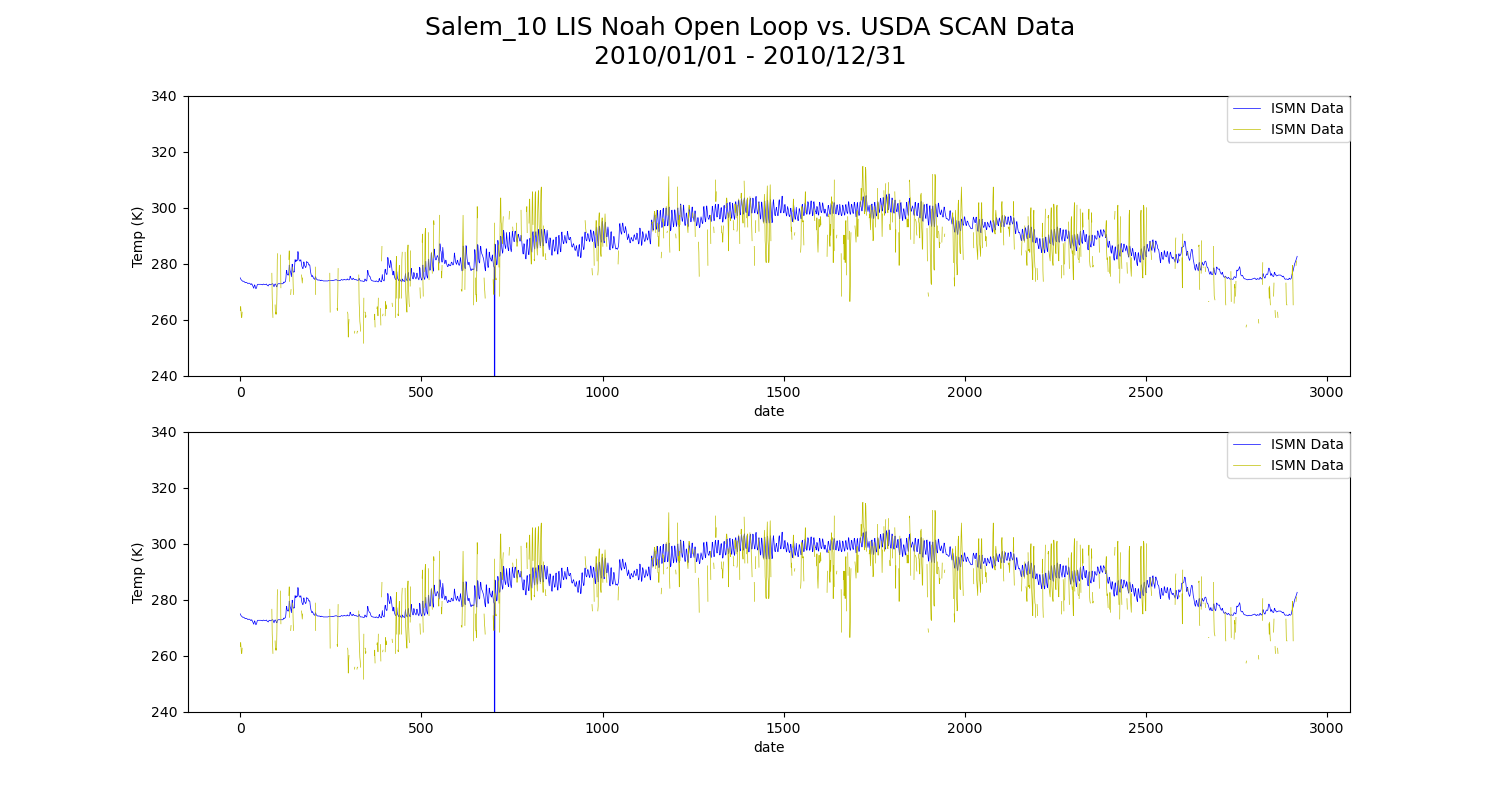 Salem_10 LIS Noah Open Loop vs. USDA SCAN Data
2010/01/01 - 2010/12/31
340
320
300
280
260
240
Temp (K)
ISMN Data
ISMN Data
0 500 1000 1500 2000 2500 3000
date
340
320
300
280
260
240
Temp (K)
ISMN Data
ISMN Data
0 500 1000 1500 2000 2500 3000
date